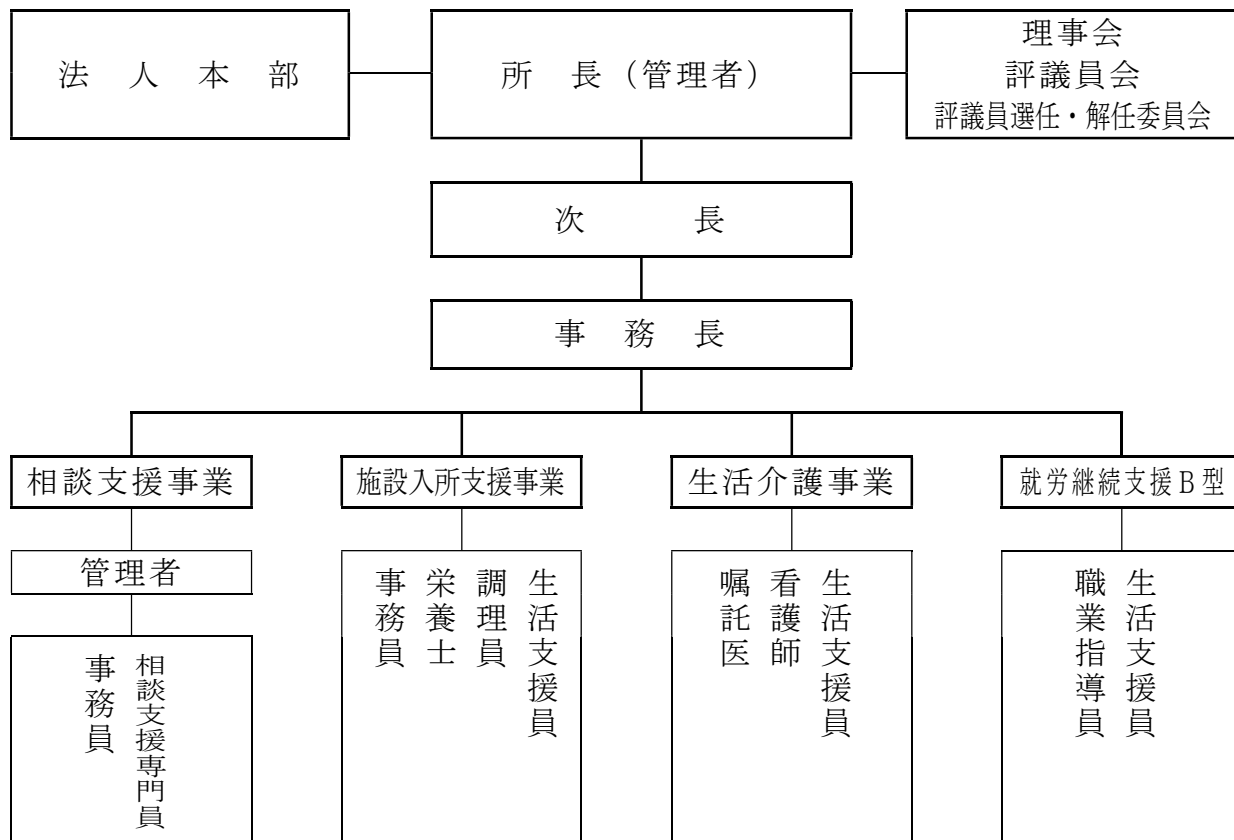 法人本部
所長（管理者）
理事会
評議員会
評議員選任・解任委員会
次長
事務長
相談支援事業
施設入所支援事業
生活介護事業
就労継続支援B型
管理者
相談支援専門員
事務員
生活支援員
調理員
栄養士
事務員
生活支援員
看護師
嘱託医
生活支援員
職業指導員